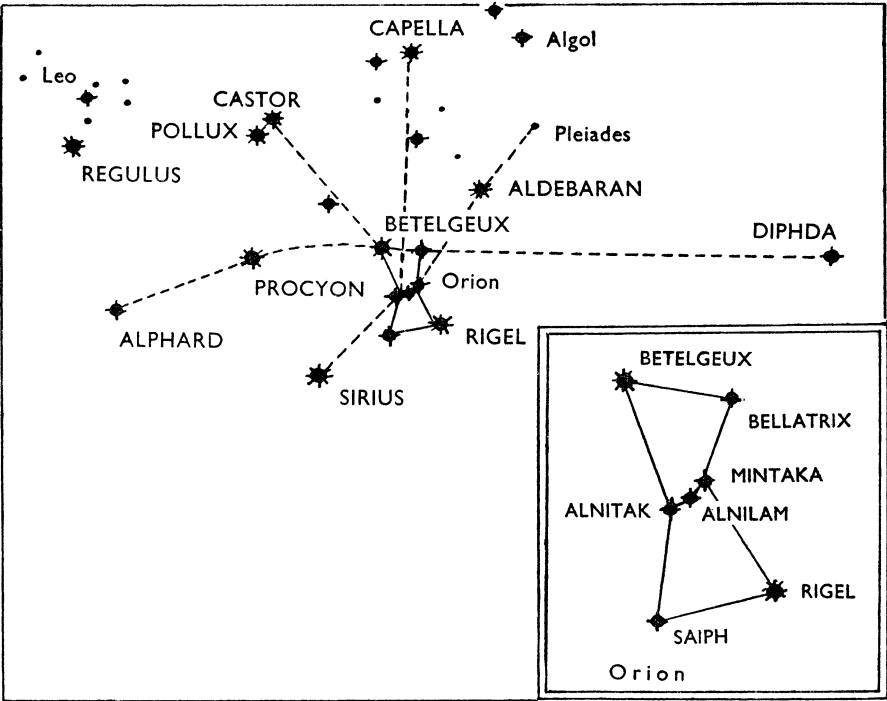 CAPELLA
Algol
Leo
CASTOR
POLLUX
Pleiades
REGULUS
ALDEBARAN
BETELGEUX
DIPHDA
PROCYON
Orion
ALPHARD
RIGEL
SIRIUS
BETELGEUX
BELLATRIX
MINTAKA
ALNITAK
ALNILAM
RIGEL
SAIPH
Orion